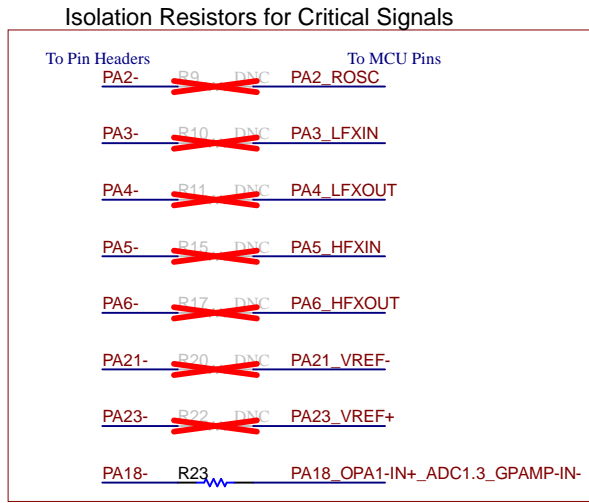 Isolation Resistors for Critical Signals
To Pin Headers To MCU Pins
PA2- R9 DNC PA2_ROSC
PA3- R10 DNC PA3_LFXIN
PA4- R11 DNC PA4_LFXOUT
PA5- R15 DNC PA5_HFXIN
PA6- R17 DNC PA6_HFXOUT
PA21- R20 DNC PA21_VREF-
PA23- R22 DNC PA23_VREF+
PA18- R23 PA18_OPA1-IN+_ADC1.3_GPAMP-IN-